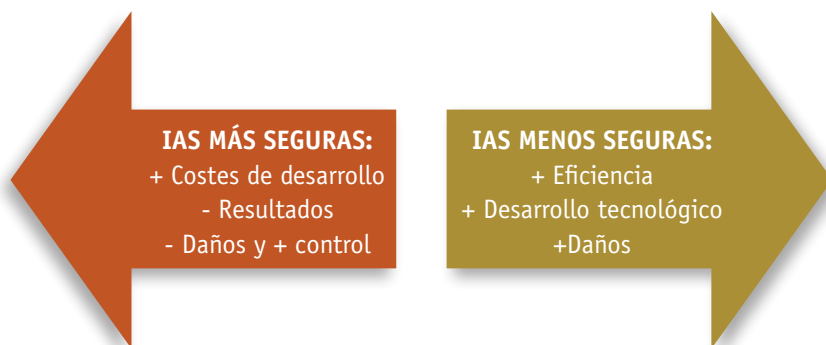 IAS MÁS SEGURAS:
+ Costes de desarrollo
- Resultados
- Daños y + control
IAS MENOS SEGURAS:
+ Eficiencia
+ Desarrollo tecnológico
+Daños